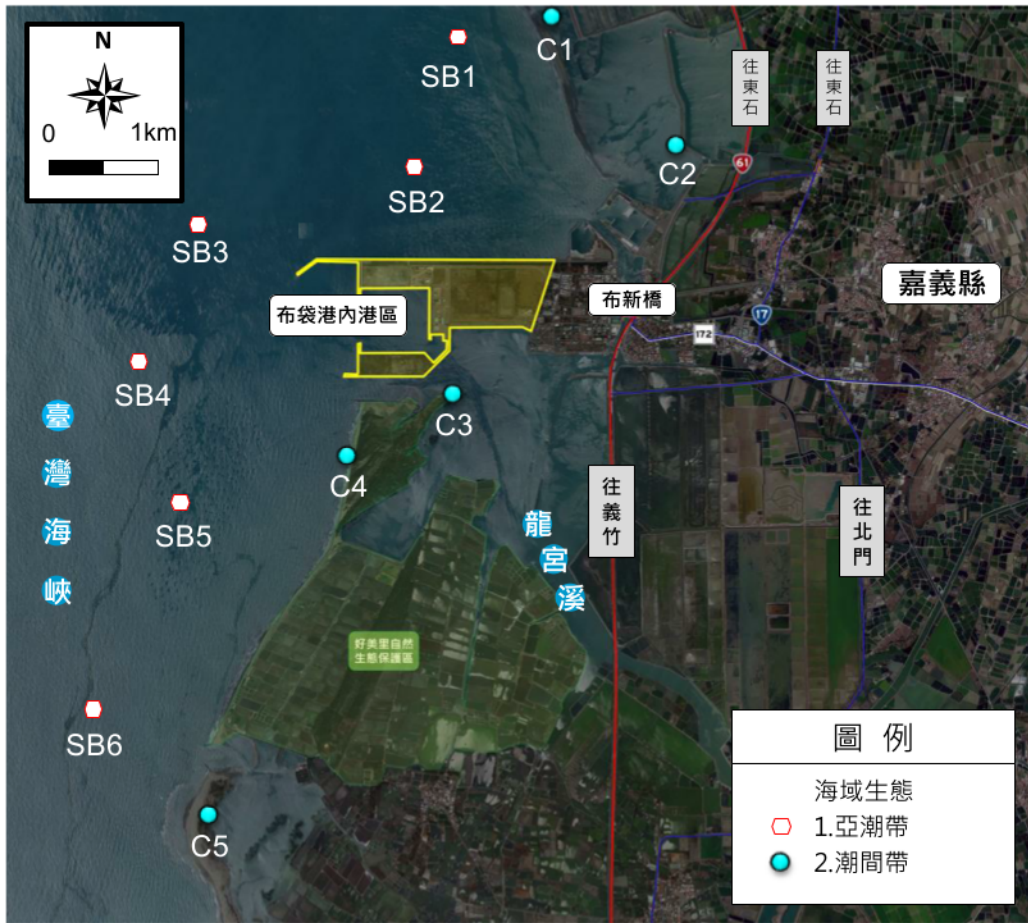 N
0 1km
C1
SB1
往東石
往東石
61
C2
SB2
SB3
嘉義縣
布袋港內港區
布新橋
17
172
SB4
C3
臺灣海峽
C4
往義竹
往北門
SB5
龍宮溪
好美里自然
生態保護區
SB6
圖 例
海域生態
1.亞潮帶
2.潮間帶
C5